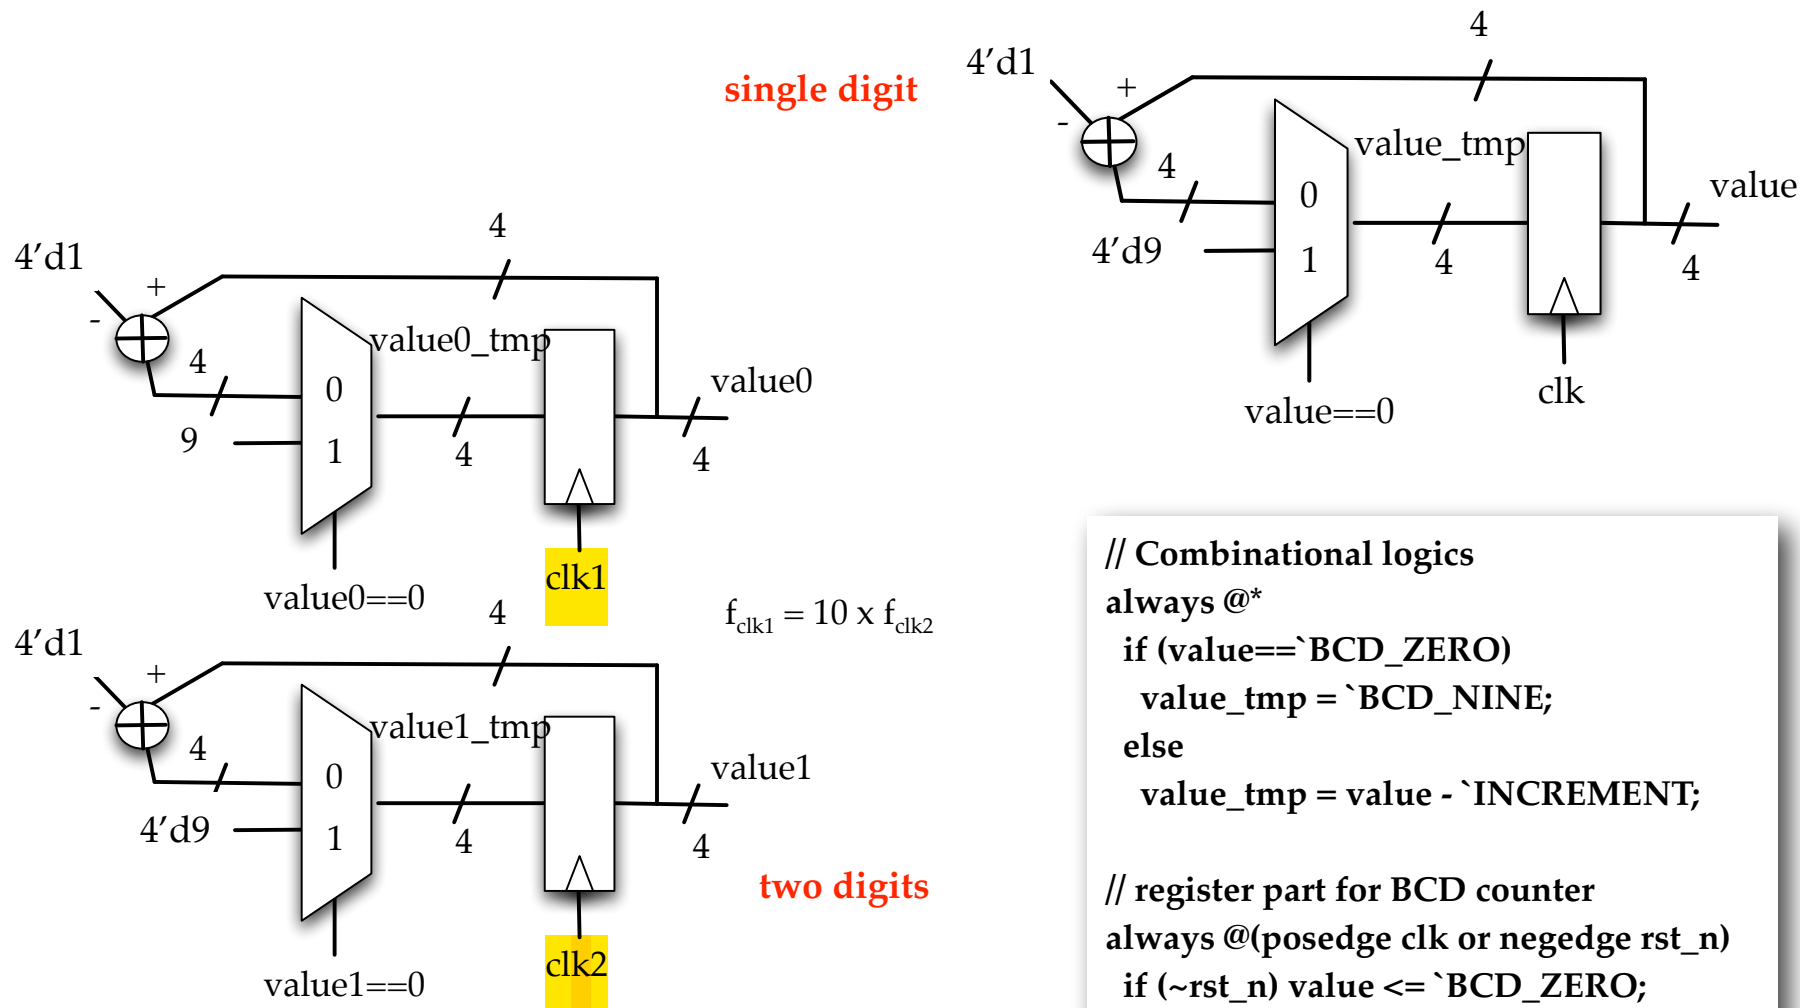 single digit
4
4'd1
+
-
4
value_tmp
0
4'd9
1
4
value
4
value==0
clk
4
4'd1
+
-
4
value0_tmp
0
9
1
4
value0
4
value0==0
clk1
f_clk1 = 10 x f_clk2
4
4'd1
+
-
4
value1_tmp
0
4'd9
1
4
value1
4
value1==0
clk2
two digits
// Combinational logics
always @*
if (value==`BCD_ZERO)
value_tmp = `BCD_NINE;
else
value_tmp = value - `INCREMENT;
// register part for BCD counter
always @(posedge clk or negedge rst_n)
if (~rst_n) value <= `BCD_ZERO;